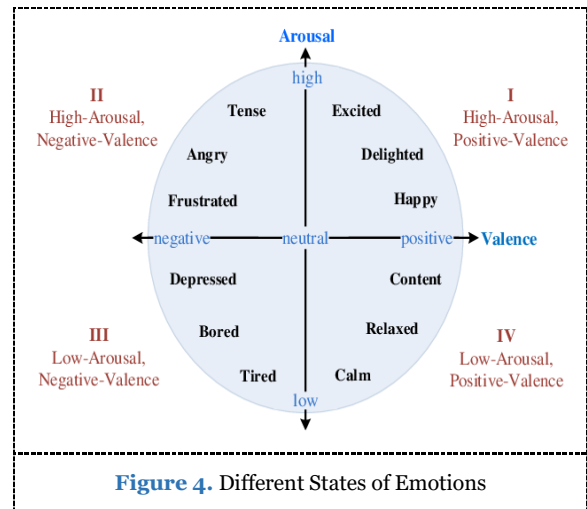 Arousal
high
II
High-Arousal,
Negative-Valence
I
High-Arousal,
Positive-Valence
Tense
Excited
Angry
Delighted
Frustrated
Happy
negative
neutral
positive
Valence
Depressed
Content
Bored
Relaxed
Tired
Calm
III
Low-Arousal,
Negative-Valence
IV
Low-Arousal,
Positive-Valence
low
Figure 4. Different States of Emotions